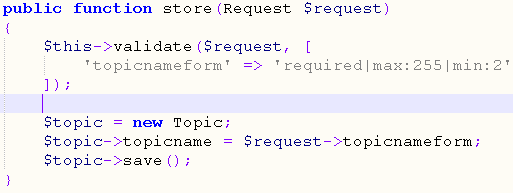 public function store(Request $request)
{
    $this->validate($request, [
        'topicnameform' => 'required|max:255|min:2'
    ]);

    $topic = new Topic;
    $topic->topicname = $request->topicnameform;
    $topic->save();
}